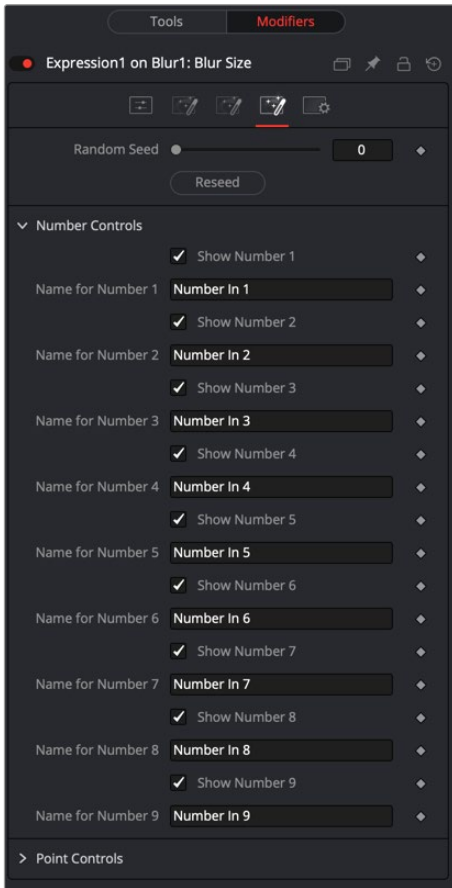 Tools Modifiers
Expression1 on Blur1: Blur Size
Random Seed 0
Reseed
Number Controls
Show Number 1
Name for Number 1 Number In 1
Show Number 2
Name for Number 2 Number In 2
Show Number 3
Name for Number 3 Number In 3
Show Number 4
Name for Number 4 Number In 4
Show Number 5
Name for Number 5 Number In 5
Show Number 6
Name for Number 6 Number In 6
Show Number 7
Name for Number 7 Number In 7
Show Number 8
Name for Number 8 Number In 8
Show Number 9
Name for Number 9 Number In 9
Point Controls